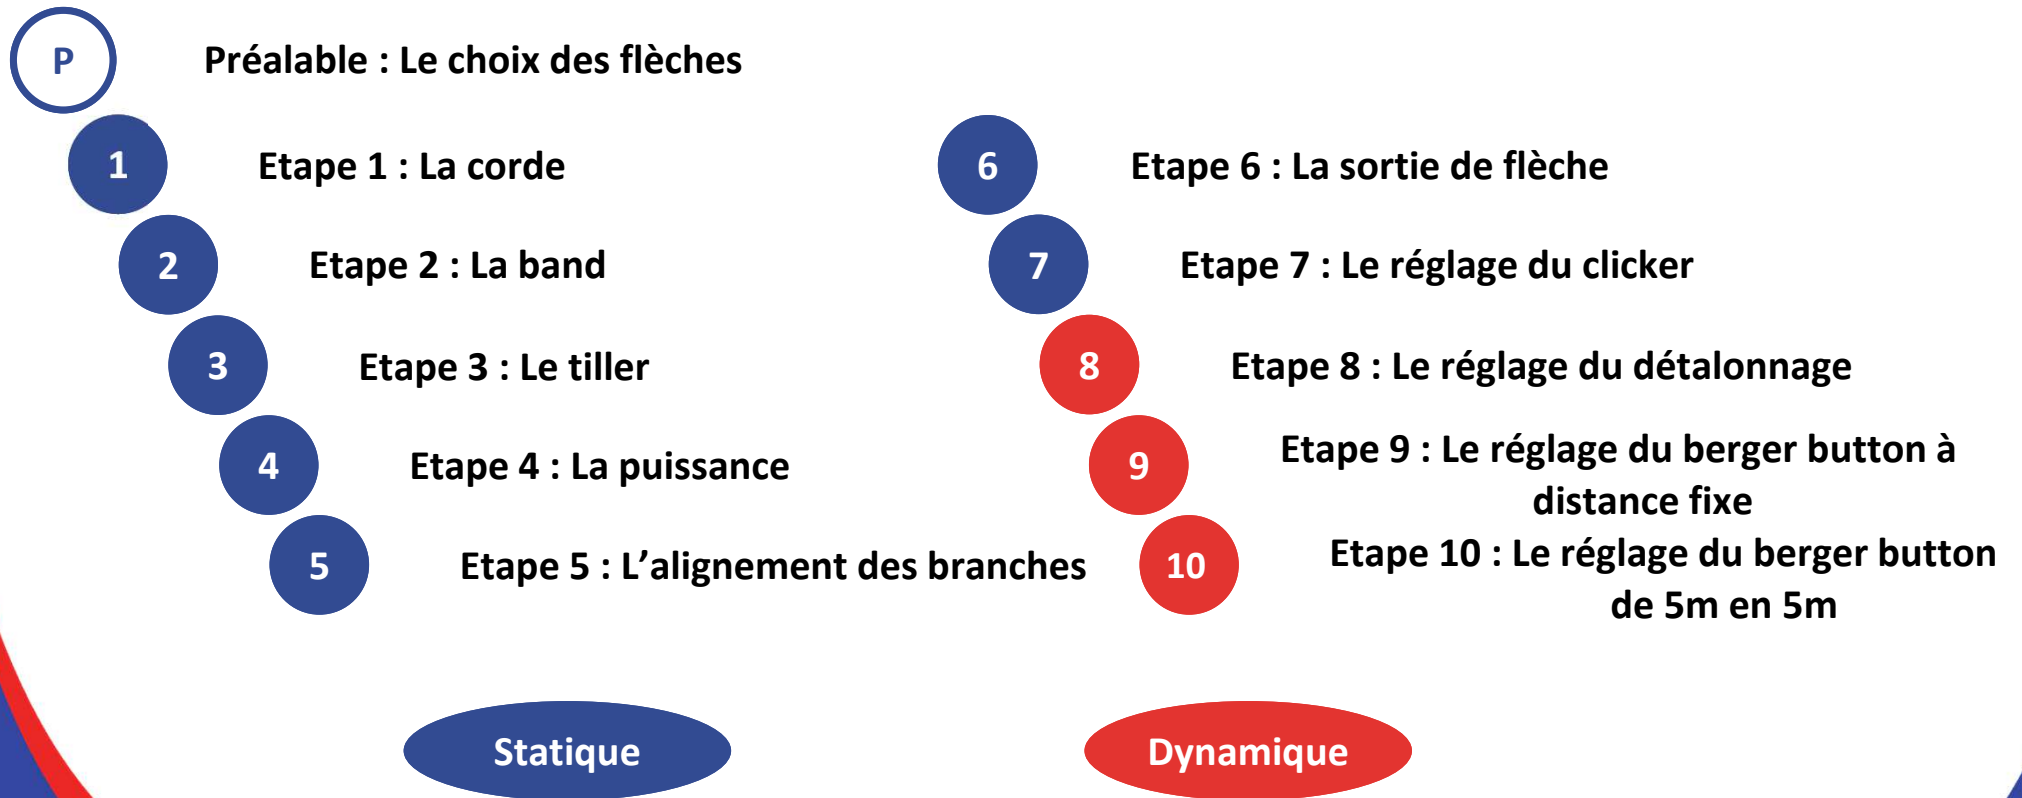 P
Préalable : Le choix des flèches
1
Etape 1 : La corde
2
Etape 2 : La band
3
Etape 3 : Le tiller
4
Etape 4 : La puissance
5
Etape 5 : L’alignement des branches
6
Etape 6 : La sortie de flèche
7
Etape 7 : Le réglage du clicker
8
Etape 8 : Le réglage du détalonnage
9
Etape 9 : Le réglage du berger button à
distance fixe
10
Etape 10 : Le réglage du berger button
de 5m en 5m
Statique
Dynamique